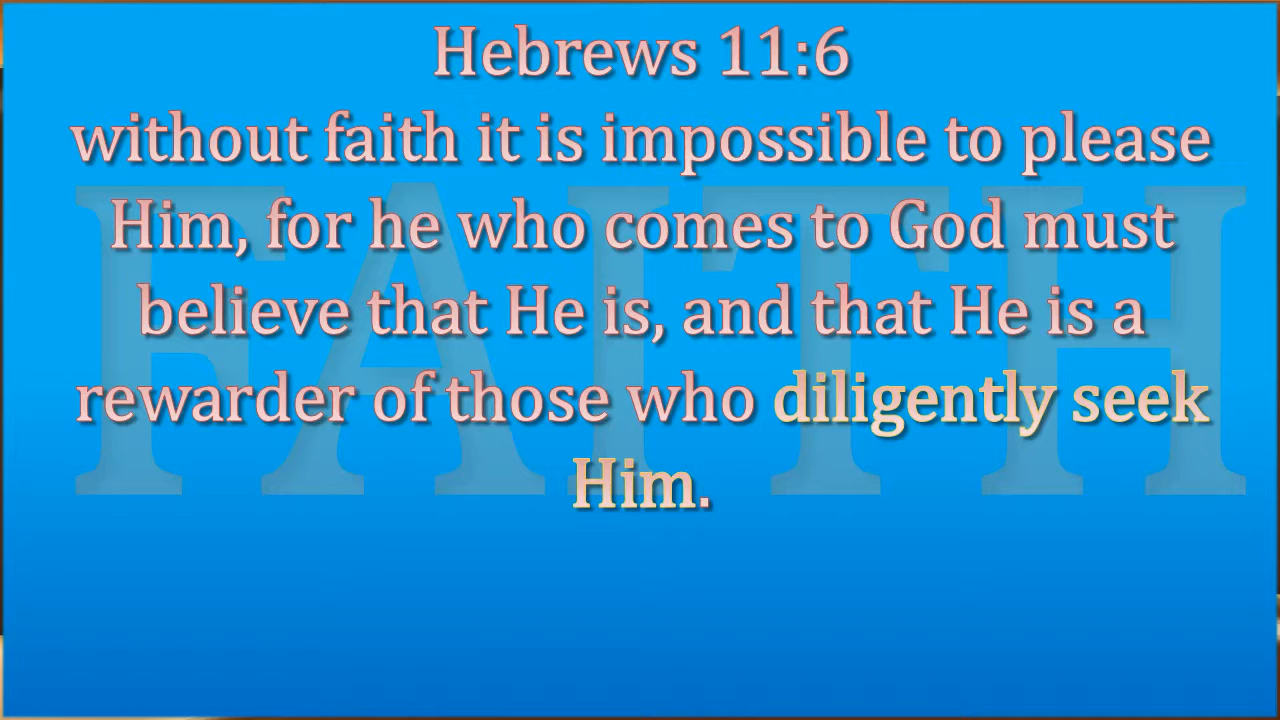 Hebrews 11:6
without faith it is impossible to please
Him, for he who comes to God must
believe that He is, and that He is a
rewarder of those who diligently seek
Him.
FAITH